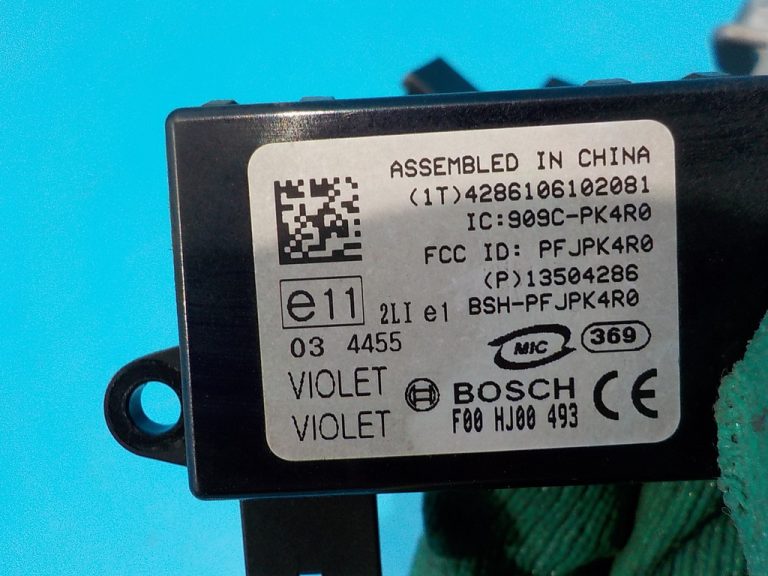 ASSEMBLED IN CHINA
(1T)4286106102081
IC:909C-PK4R0
FCC ID: PFJPK4R0
(P)13504286
e11 2LI e1 BSH-PFJPK4R0
03 4455 MIC 369
VIOLET BOSCH CE
VIOLET F00 HJ00 493